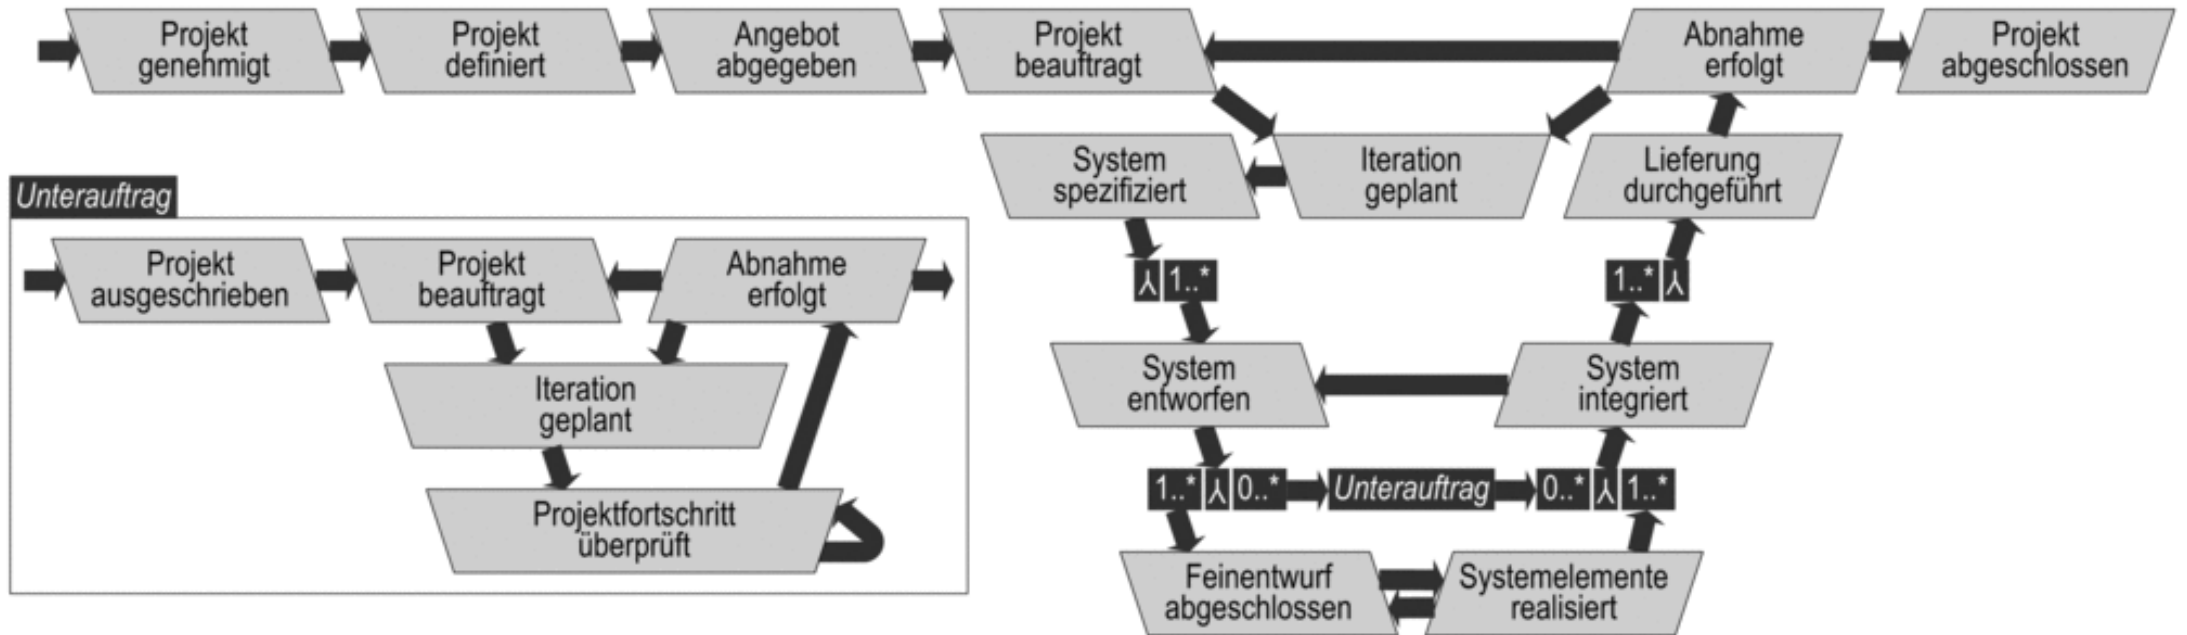 Projekt
genehmigt
Projekt
definiert
Angebot
abgegeben
Projekt
beauftragt
Abnahme
erfolgt
Projekt
abgeschlossen
System
spezifiziert
Iteration
geplant
Lieferung
durchgeführt
1..*
1..*
System
entworfen
System
integriert
1..*
0..*
Unterauftrag
0..*
1..*
Feinentwurf
abgeschlossen
Systemelemente
realisiert
Unterauftrag
Projekt
ausgeschrieben
Projekt
beauftragt
Abnahme
erfolgt
Iteration
geplant
Projektfortschritt
überprüft